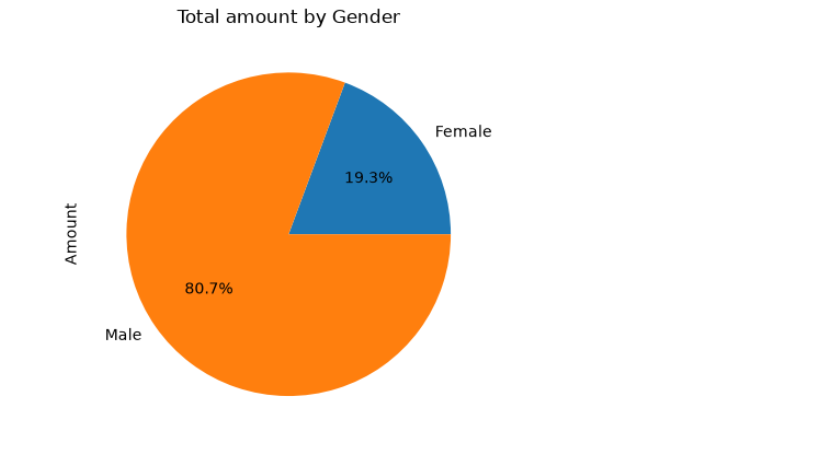 Total amount by Gender
Female
19.3%
Amount
80.7%
Male